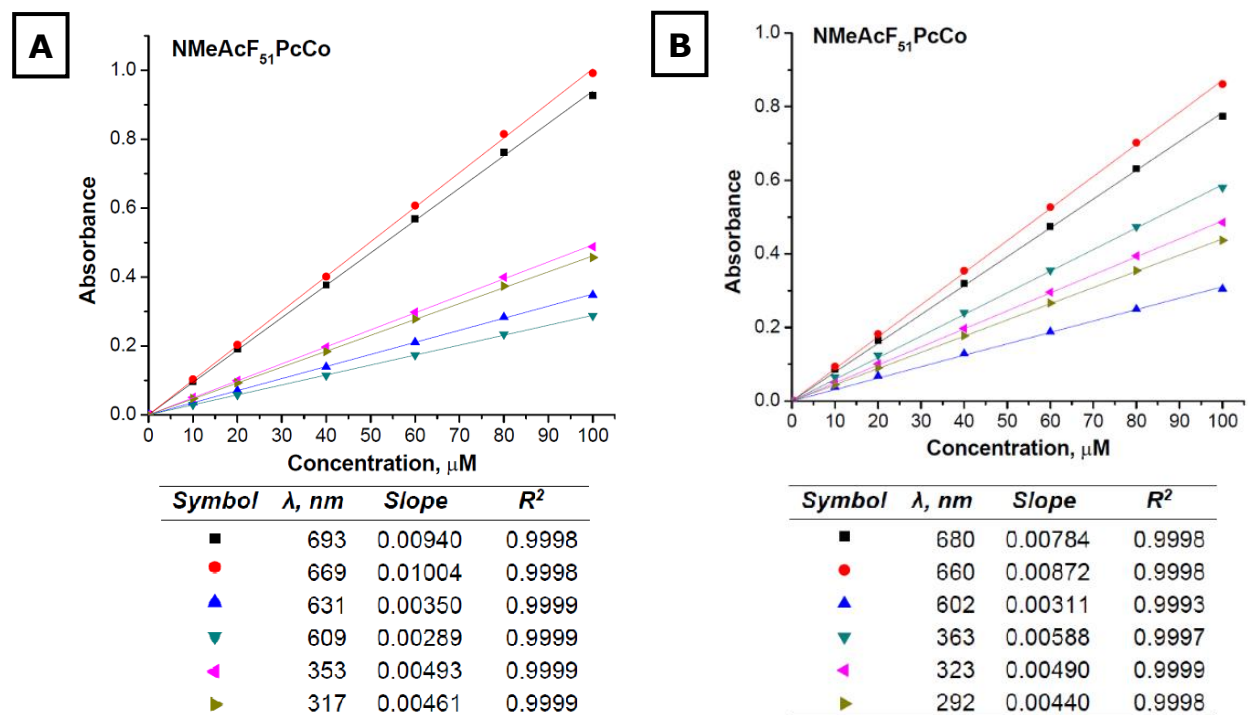 A
NMeAcF51PcCo
1.0
0.8
0.6
0.4
0.2
0.0
Absorbance
0 10 20 30 40 50 60 70 80 90 100
Concentration, μM
Symbol λ, nm Slope R²
693 0.00940 0.9998
669 0.01004 0.9998
631 0.00350 0.9999
609 0.00289 0.9999
353 0.00493 0.9999
317 0.00461 0.9999
B
NMeAcF51PcCo
1.0
0.8
0.6
0.4
0.2
0.0
Absorbance
0 10 20 30 40 50 60 70 80 90 100
Concentration, μM
Symbol λ, nm Slope R²
680 0.00784 0.9998
660 0.00872 0.9998
602 0.00311 0.9993
363 0.00588 0.9997
323 0.00490 0.9999
292 0.00440 0.9998